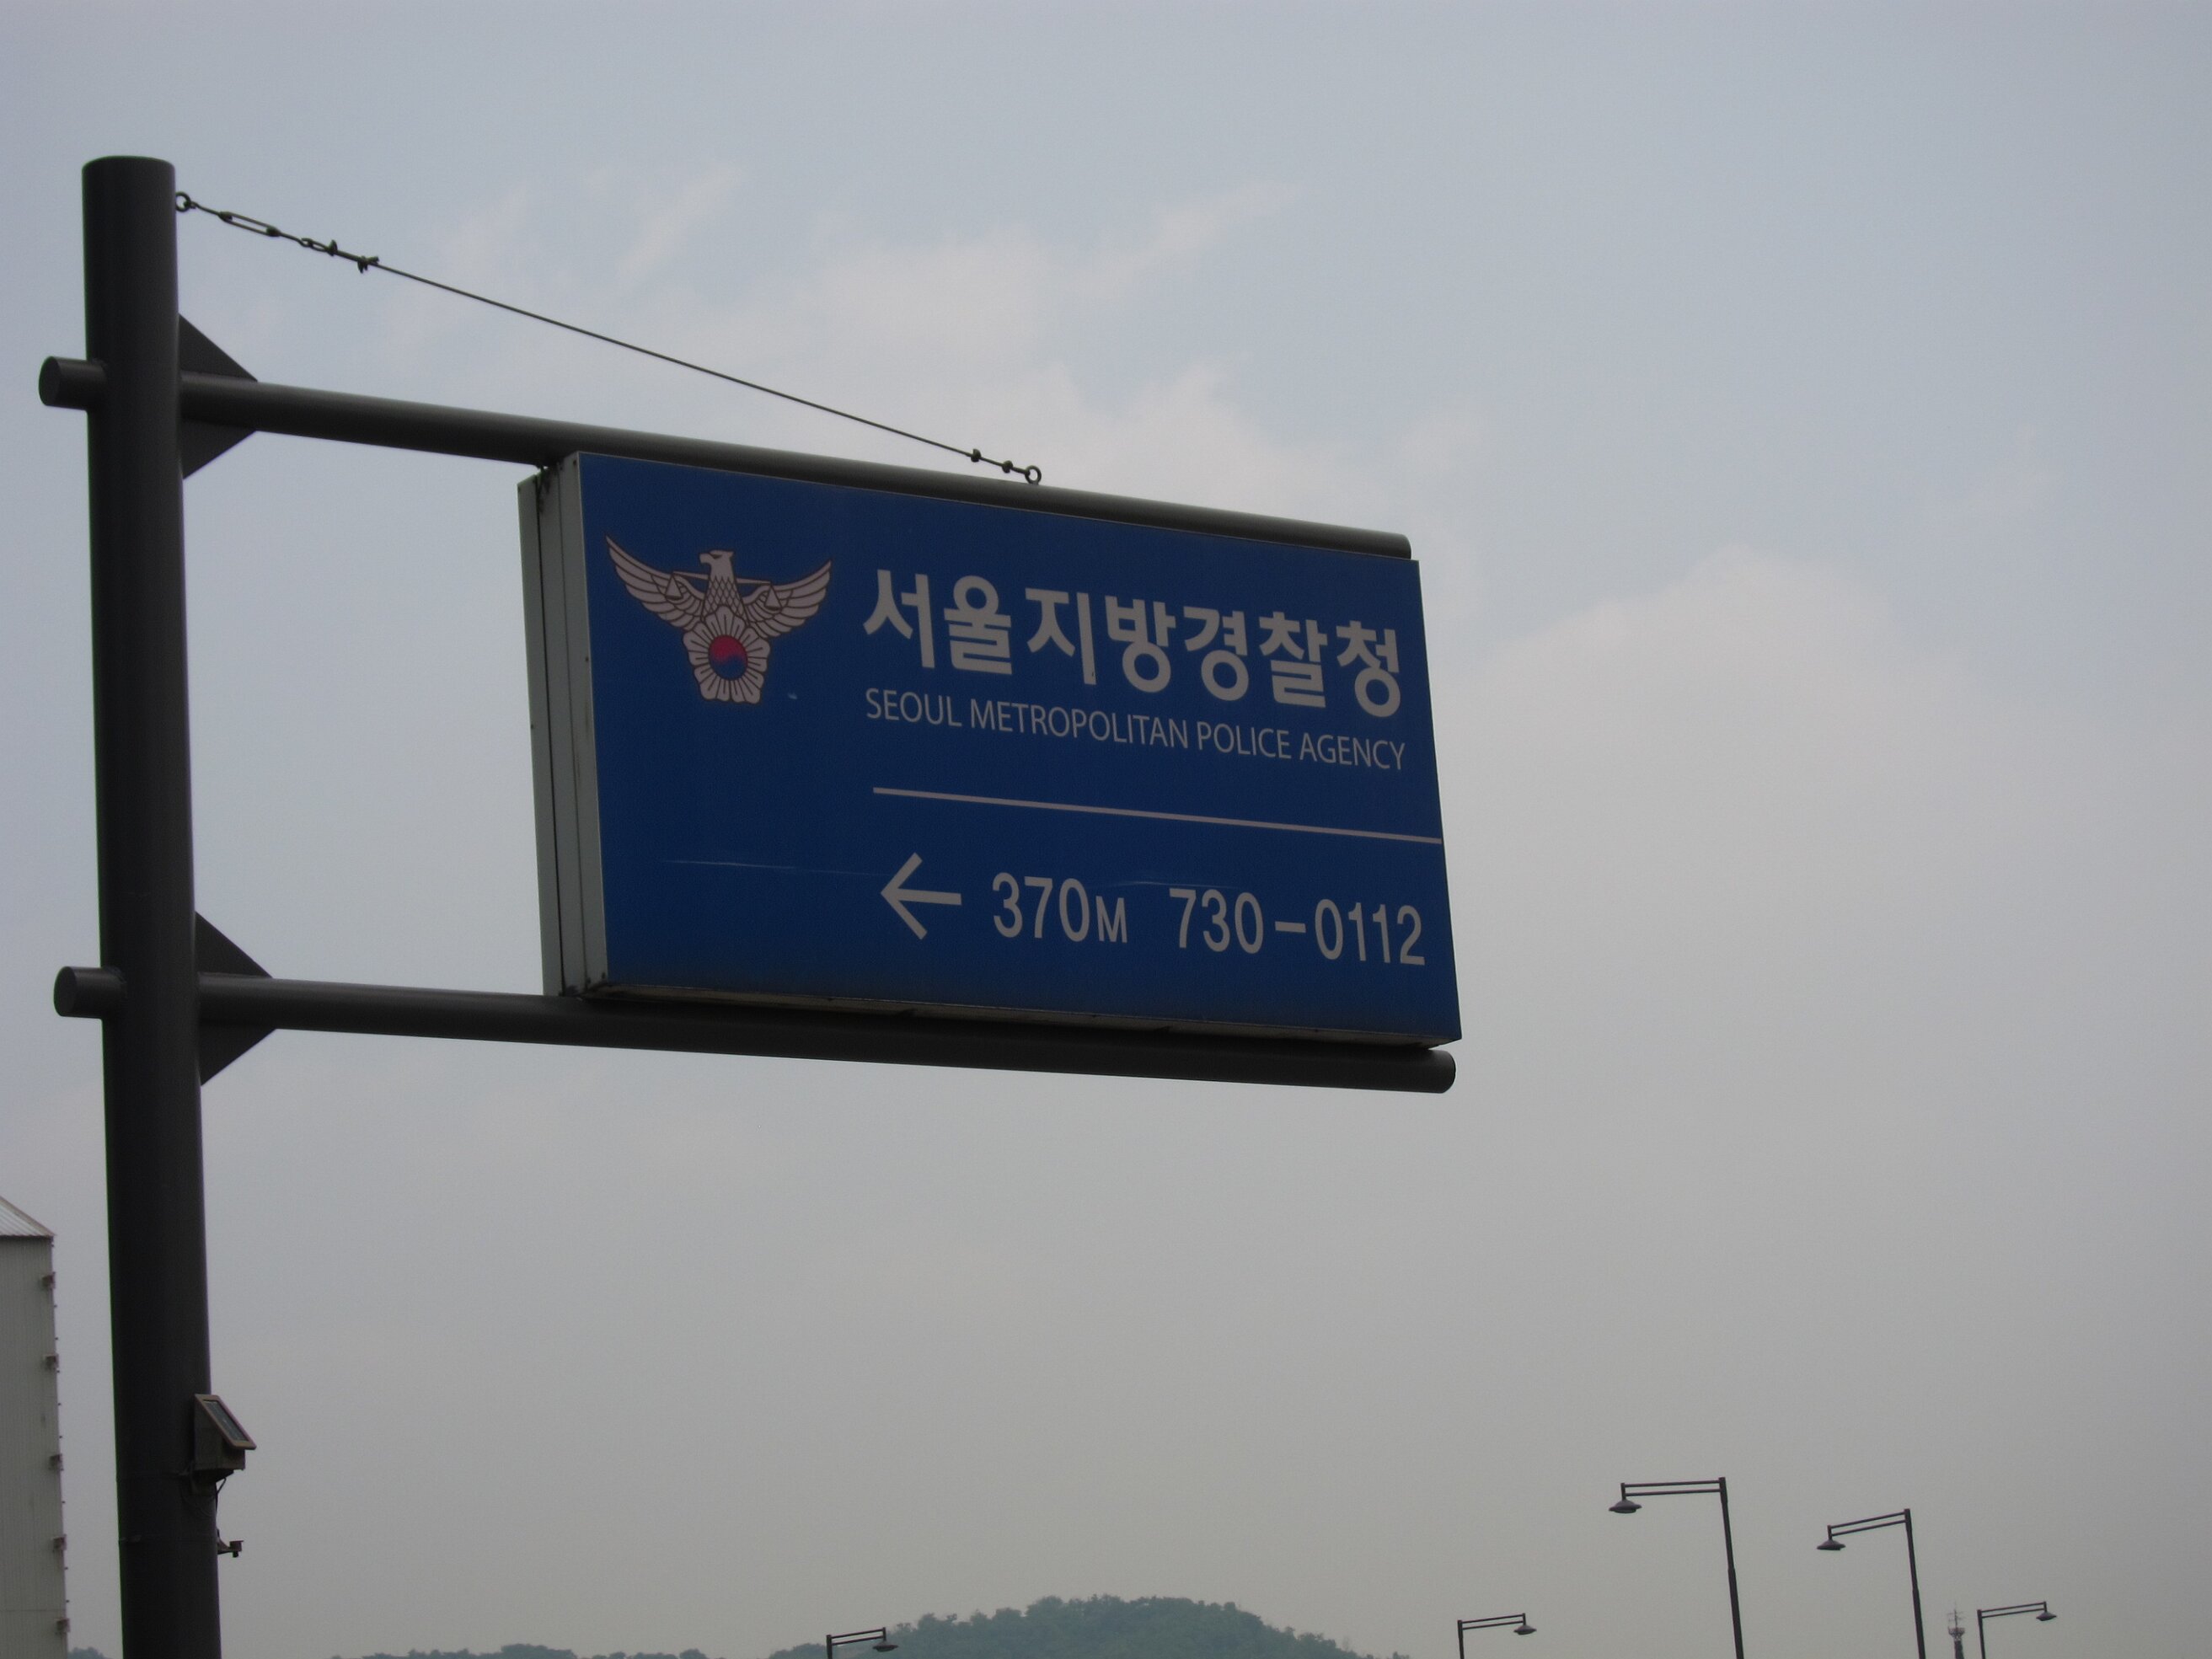 서울지방경찰청
SEOUL METROPOLITAN POLICE AGENCY
← 370M 730-0112